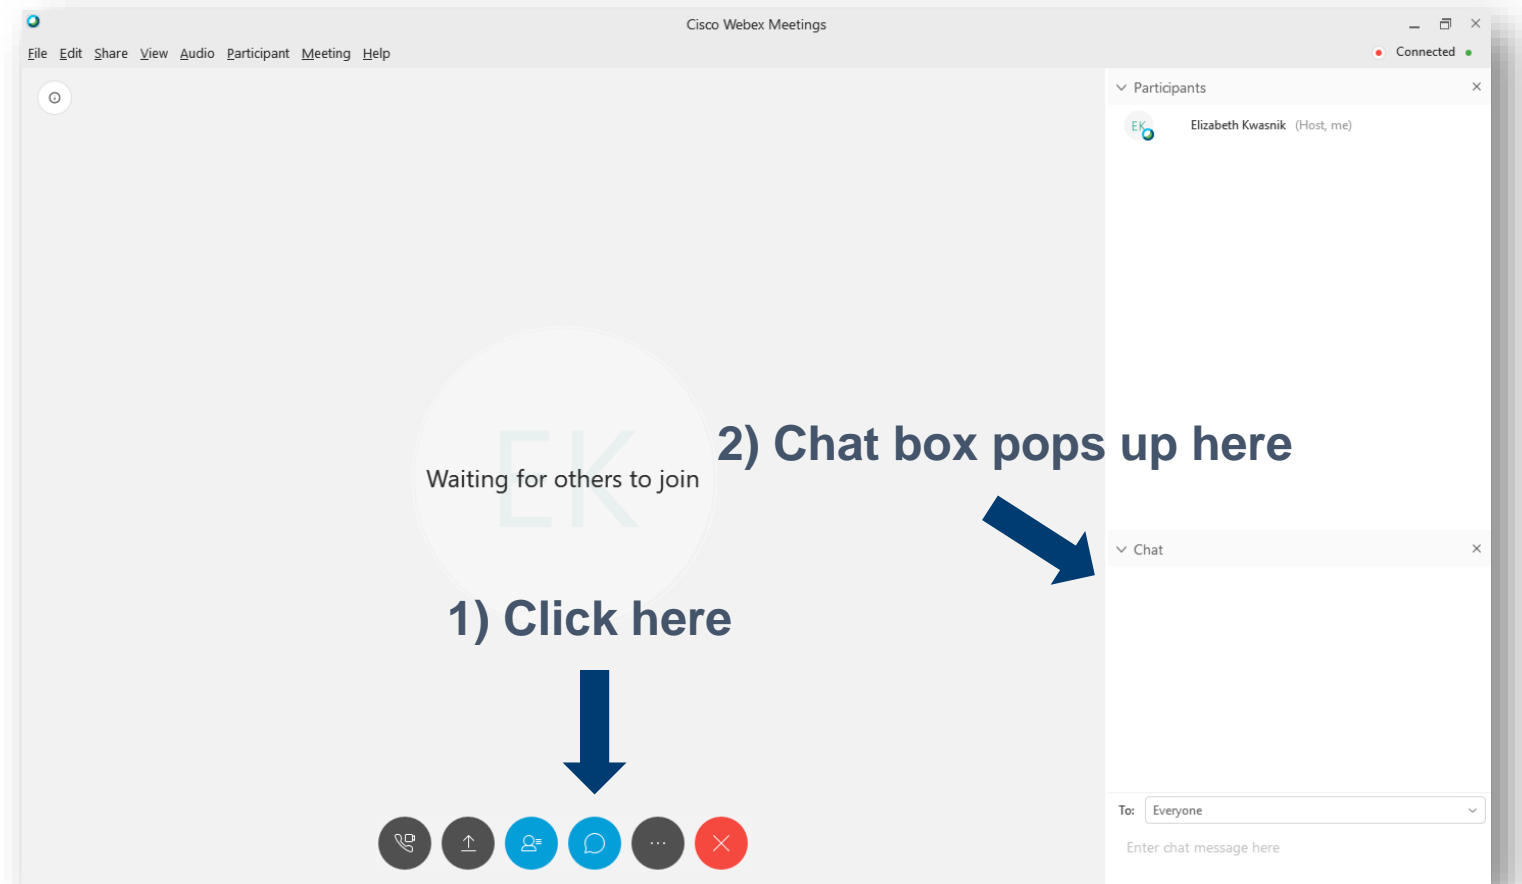 Cisco Webex Meetings
File Edit Share View Audio Participant Meeting Help
Connected
Participants
EK
Elizabeth Kwasnik (Host, me)
EK
Waiting for others to join
2) Chat box pops up here
Chat
1) Click here
To: Everyone
Enter chat message here